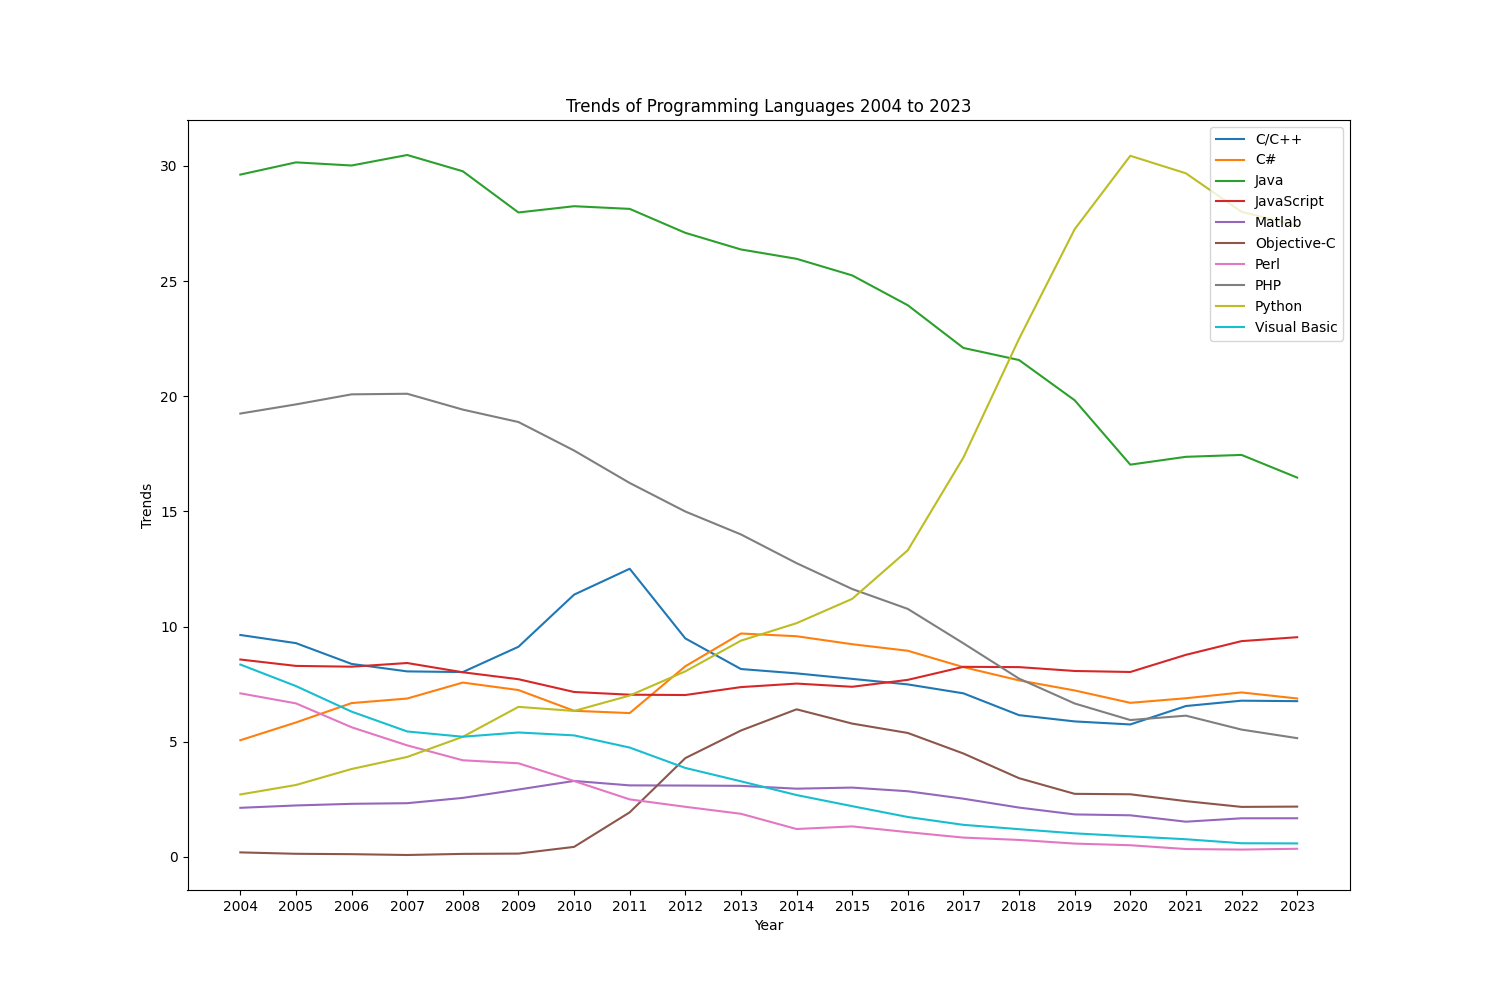 Trends of Programming Languages 2004 to 2023
C/C++
C#
Java
JavaScript
Matlab
Objective-C
Perl
PHP
Python
Visual Basic
30
25
20
15
10
5
0
Trends
2004 2005 2006 2007 2008 2009 2010 2011 2012 2013 2014 2015 2016 2017 2018 2019 2020 2021 2022 2023
Year